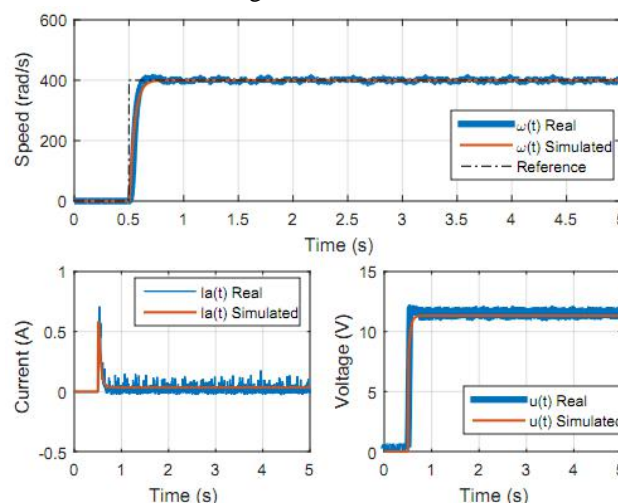 600
400
200
0
Speed (rad/s)
ω(t) Real
ω(t) Simulated
Reference
0 0.5 1 1.5 2 2.5 3 3.5 4 4.5 5
Time (s)
1
0.5
0
-0.5
Current (A)
Ia(t) Real
Ia(t) Simulated
0 1 2 3 4 5
Time (s)
15
10
5
0
Voltage (V)
u(t) Real
u(t) Simulated
0 1 2 3 4 5
Time (s)